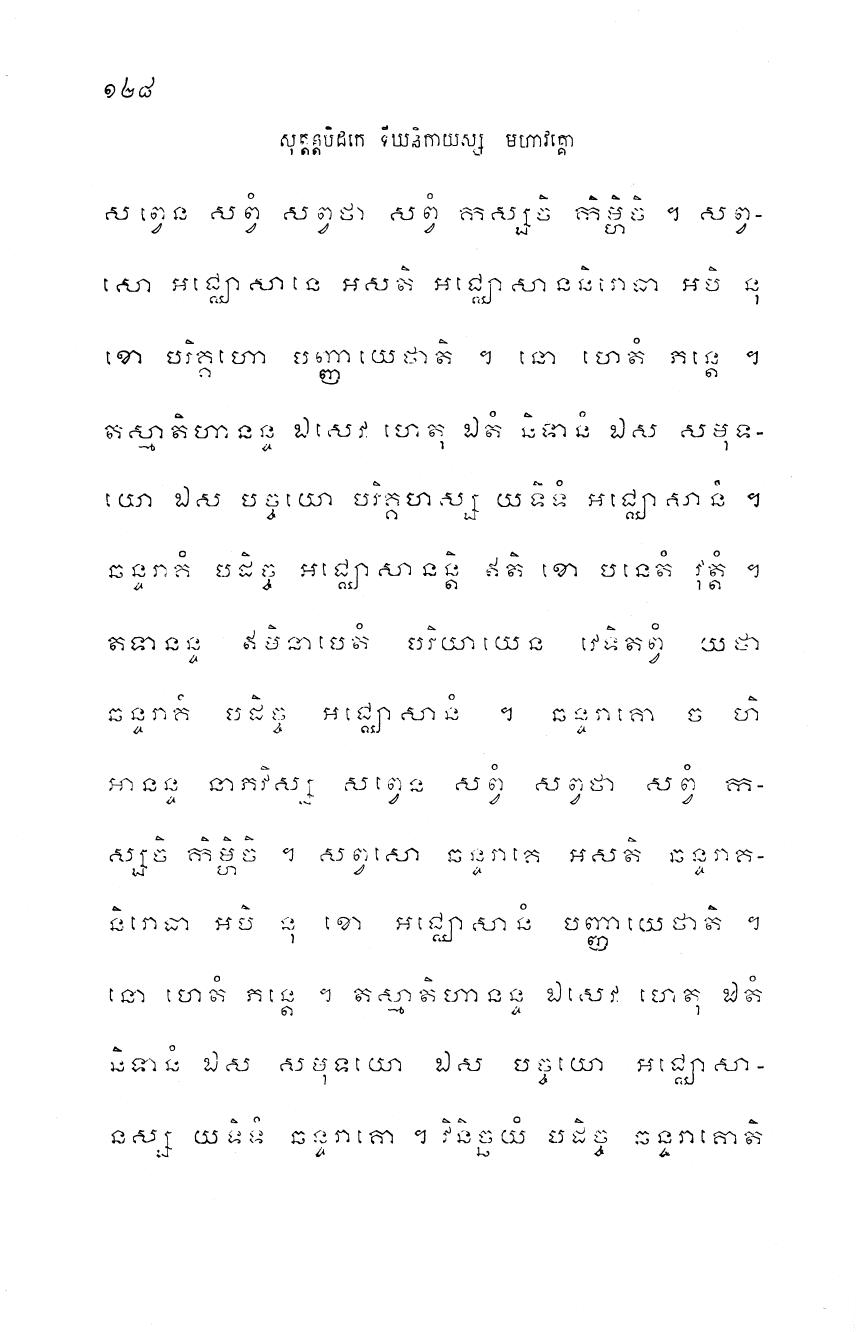 ១២៨
សុត្តន្តបិដកេ ទីឃនិកាយស្ស មហាវគ្គោ
សព្វេន សព្វំ សព្វថា សព្វំ កស្សចិ កិម្ហិចិ ។ សព្វ-
សោ អជ្ឈោសានេ អសតិ អជ្ឈោសាននិរោធា អបិ នុ
ខោ បរិគ្គហោ បញ្ញាយេថាតិ ។ នោ ហេតំ ភន្តេ ។
តស្មាតិហានន្ទ ឯសេវ ហេតុ ឯតំ និទានំ ឯស សមុទ-
យោ ឯស បច្ចយោ បរិគ្គហស្ស យទិទំ អជ្ឈោសានំ ។
ឆន្ទរាគំ បដិច្ច អជ្ឈោសានន្តិ ឥតិ ខោ បនេតំ វុត្តំ ។
តទានន្ទ ឥមិនាបេតំ បរិយាយេន វេទិតព្វំ យថា
ឆន្ទរាគំ បដិច្ច អជ្ឈោសានំ ។ ឆន្ទរាគោ ច ហិ
អានន្ទ នាភវិស្ស សព្វេន សព្វំ សព្វថា សព្វំ ក-
ស្សចិ កិម្ហិចិ ។ សព្វសោ ឆន្ទរាគេ អសតិ ឆន្ទរាគ-
និរោធា អបិ នុ ខោ អជ្ឈោសានំ បញ្ញាយេថាតិ ។
នោ ហេតំ ភន្តេ ។ តស្មាតិហានន្ទ ឯសេវ ហេតុ ឯតំ
និទានំ ឯស សមុទយោ ឯស បច្ចយោ អជ្ឈោសា-
នស្ស យទិទំ ឆន្ទរាគោ ។ វិនិច្ឆយំ បដិច្ច ឆន្ទរាគោតិ